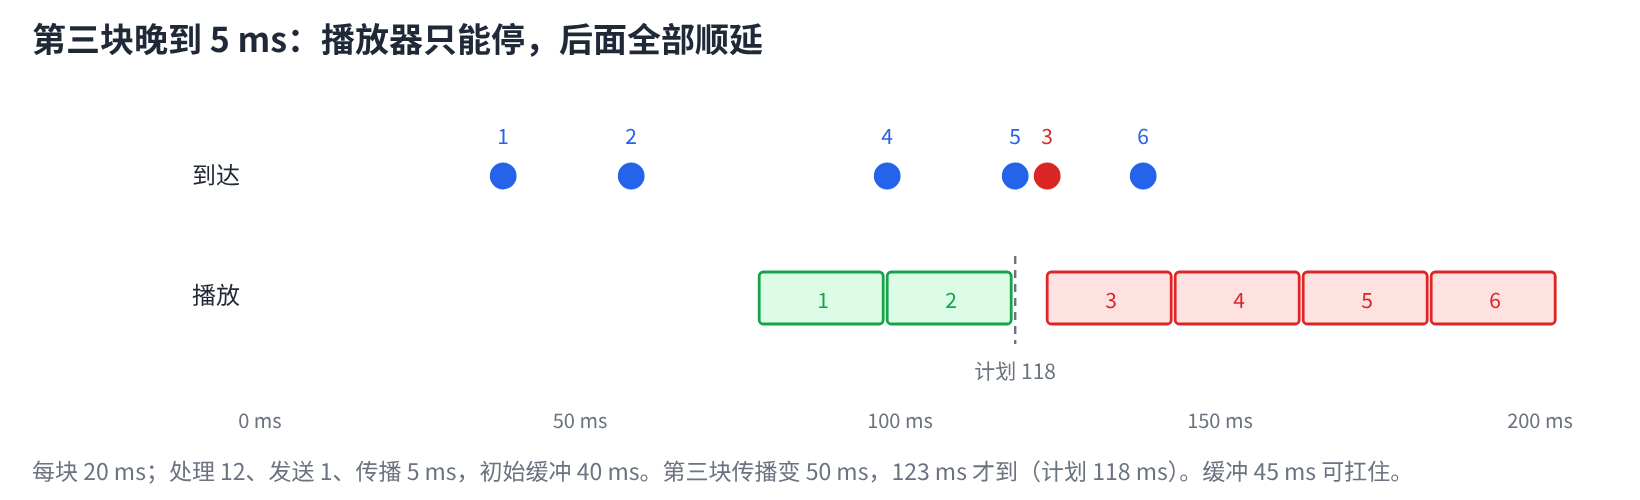 第三块晚到 5 ms：播放器只能停，后面全部顺延
1 2 4 5 3 6
到达
播放
1 2 3 4 5 6
计划 118
0 ms 50 ms 100 ms 150 ms 200 ms
每块 20 ms；处理 12、发送 1、传播 5 ms，初始缓冲 40 ms。第三块传播变 50 ms，123 ms 才到（计划 118 ms）。缓冲 45 ms 可扛住。